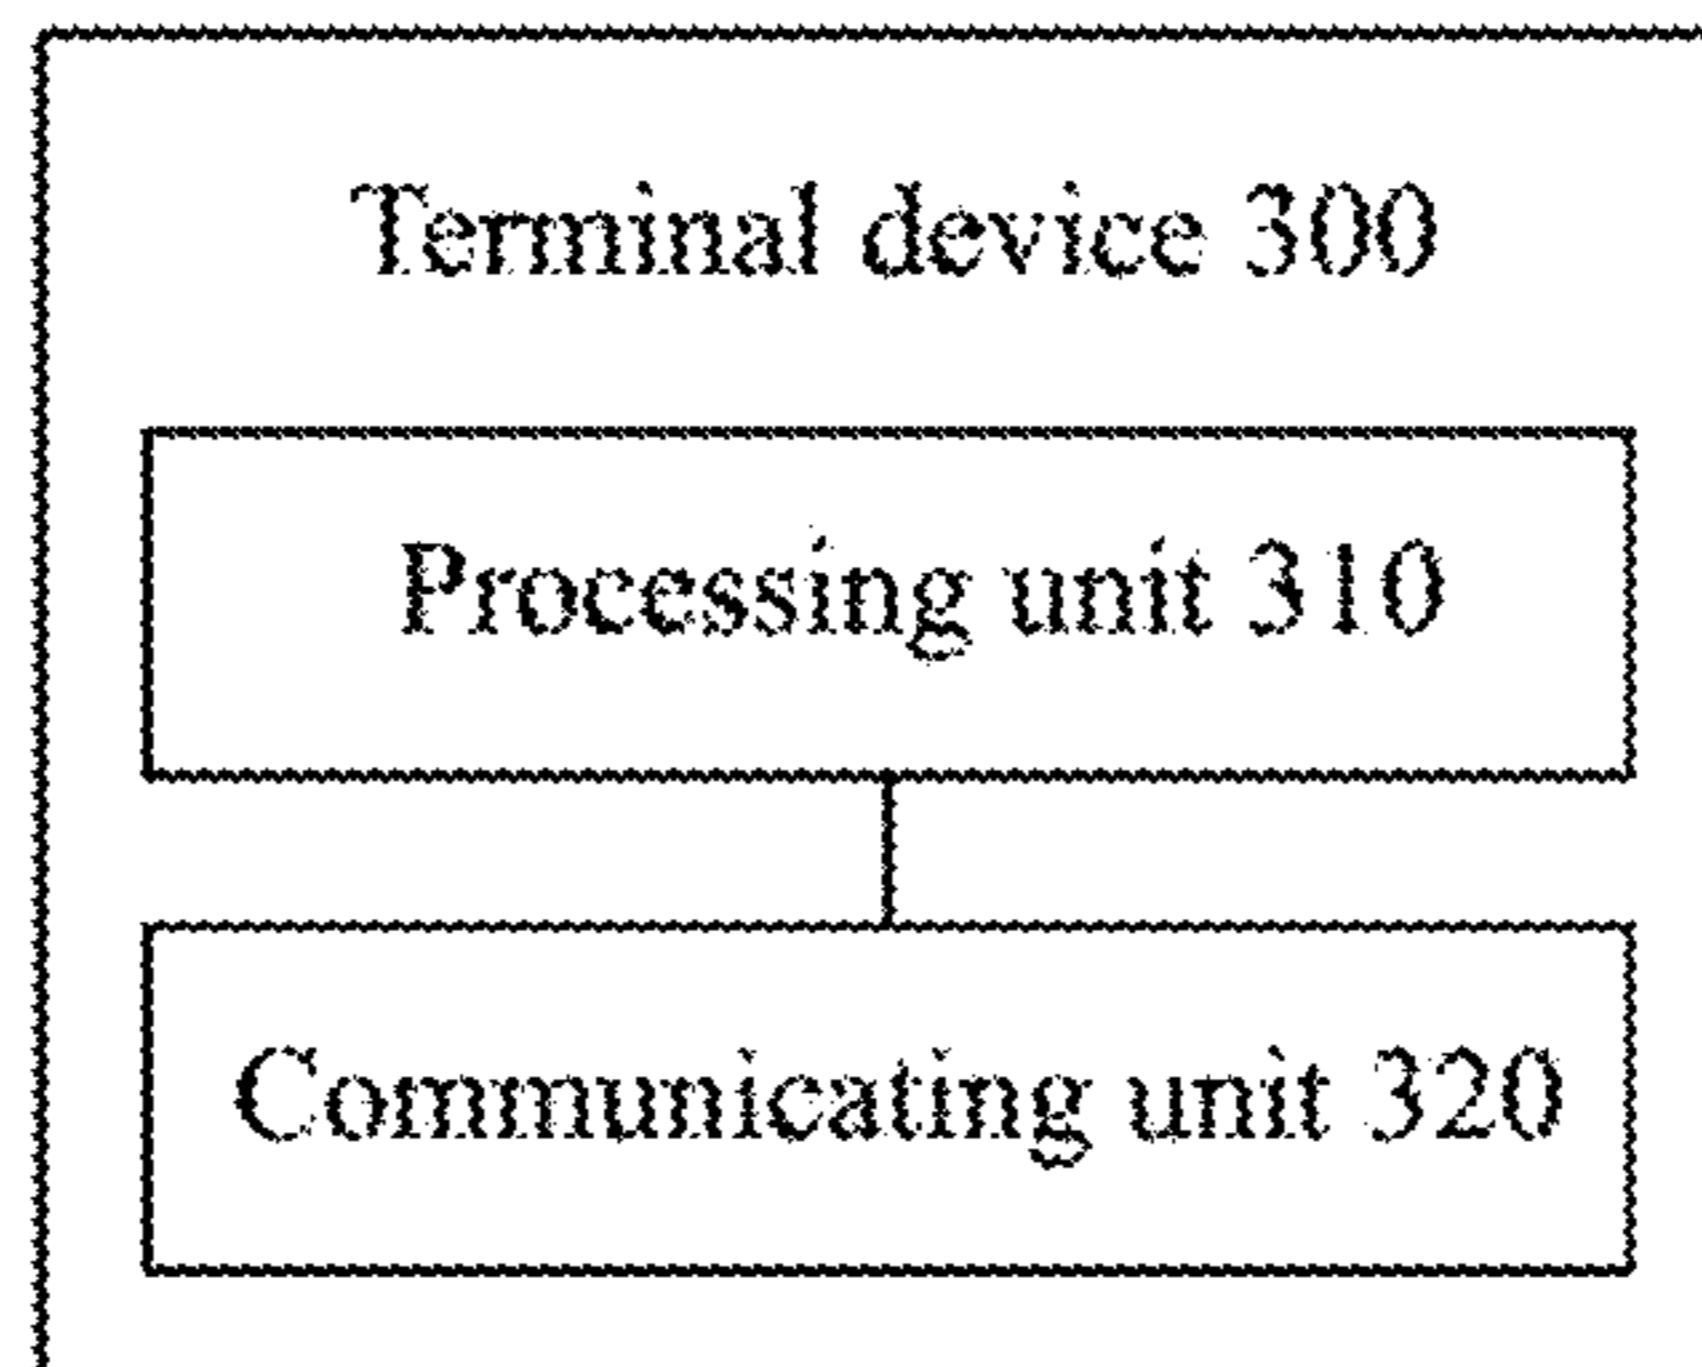 Terminal device 300
Processing unit 310
Communicating unit 320